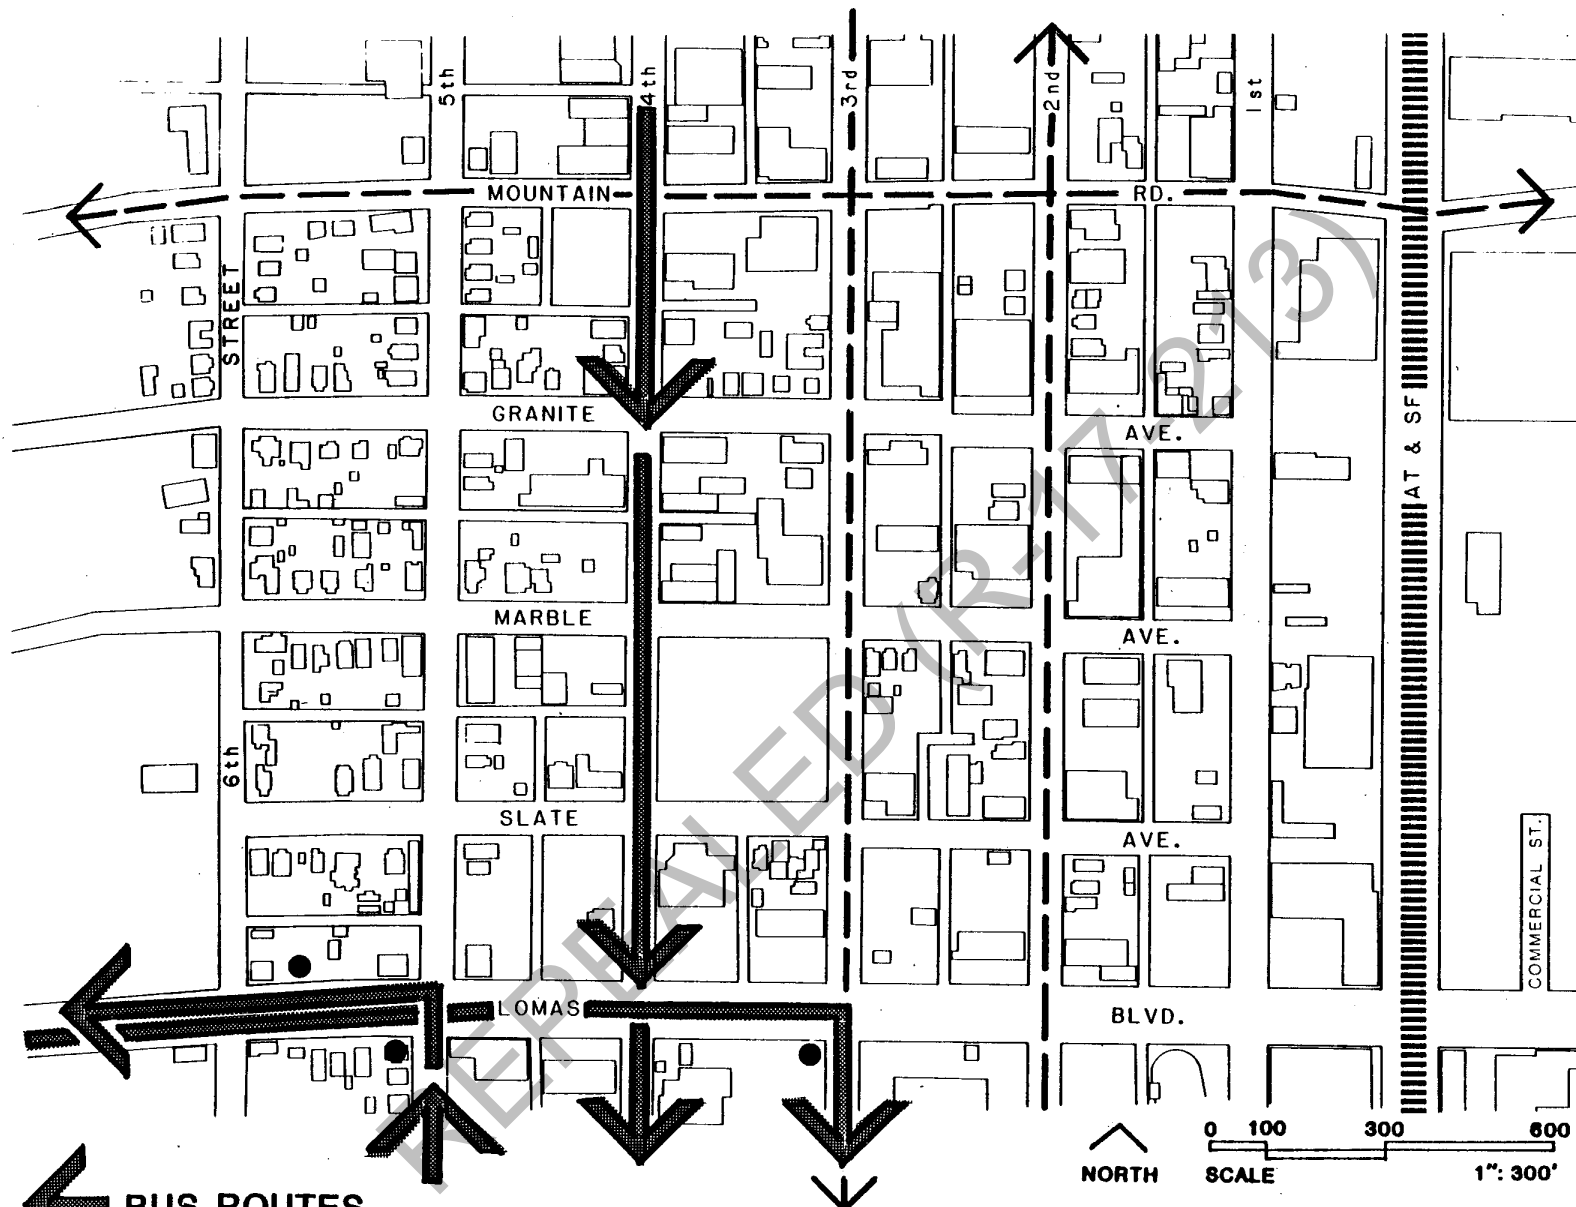 5th
4th
3rd
2nd
1st
MOUNTAIN
RD.
STREET
GRANITE
AVE.
AT & SF
MARBLE
AVE.
6th
SLATE
AVE.
COMMERCIAL ST.
LOMAS
BLVD.
REPEALED (R-17-213)
0 100 300 600
NORTH
SCALE
1": 300'
BUS ROUTES